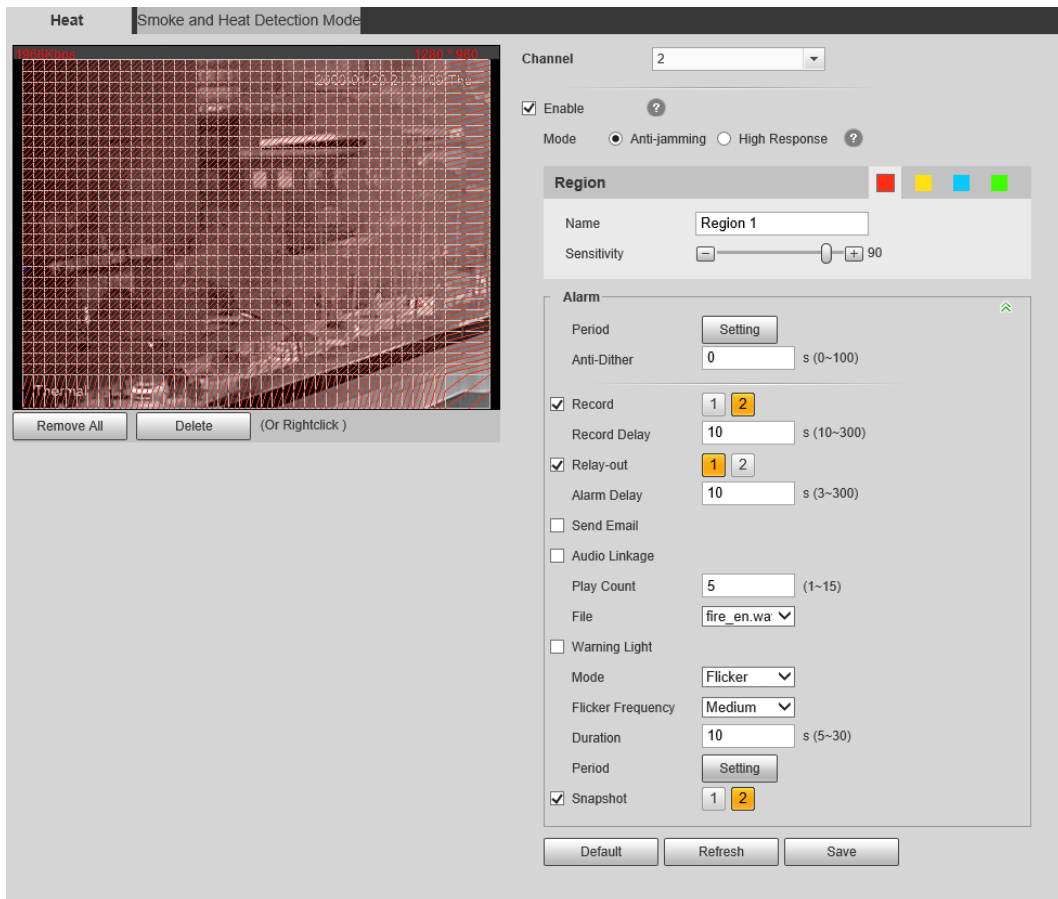 Heat
Smoke and Heat Detection Mode
1280 * 960
Thermal
Remove All
Delete
(Or Rightclick )
Channel
2
Enable
?
Mode
Anti-jamming
High Response
?
Region
Name
Region 1
Sensitivity
90
Alarm
Period
Setting
Anti-Dither
0
s (0~100)
Record
1
2
Record Delay
10
s (10~300)
Relay-out
1
2
Alarm Delay
10
s (3~300)
Send Email
Audio Linkage
Play Count
5
(1~15)
File
fire_en.wa
Warning Light
Mode
Flicker
Flicker Frequency
Medium
Duration
10
s (5~30)
Period
Setting
Snapshot
1
2
Default
Refresh
Save